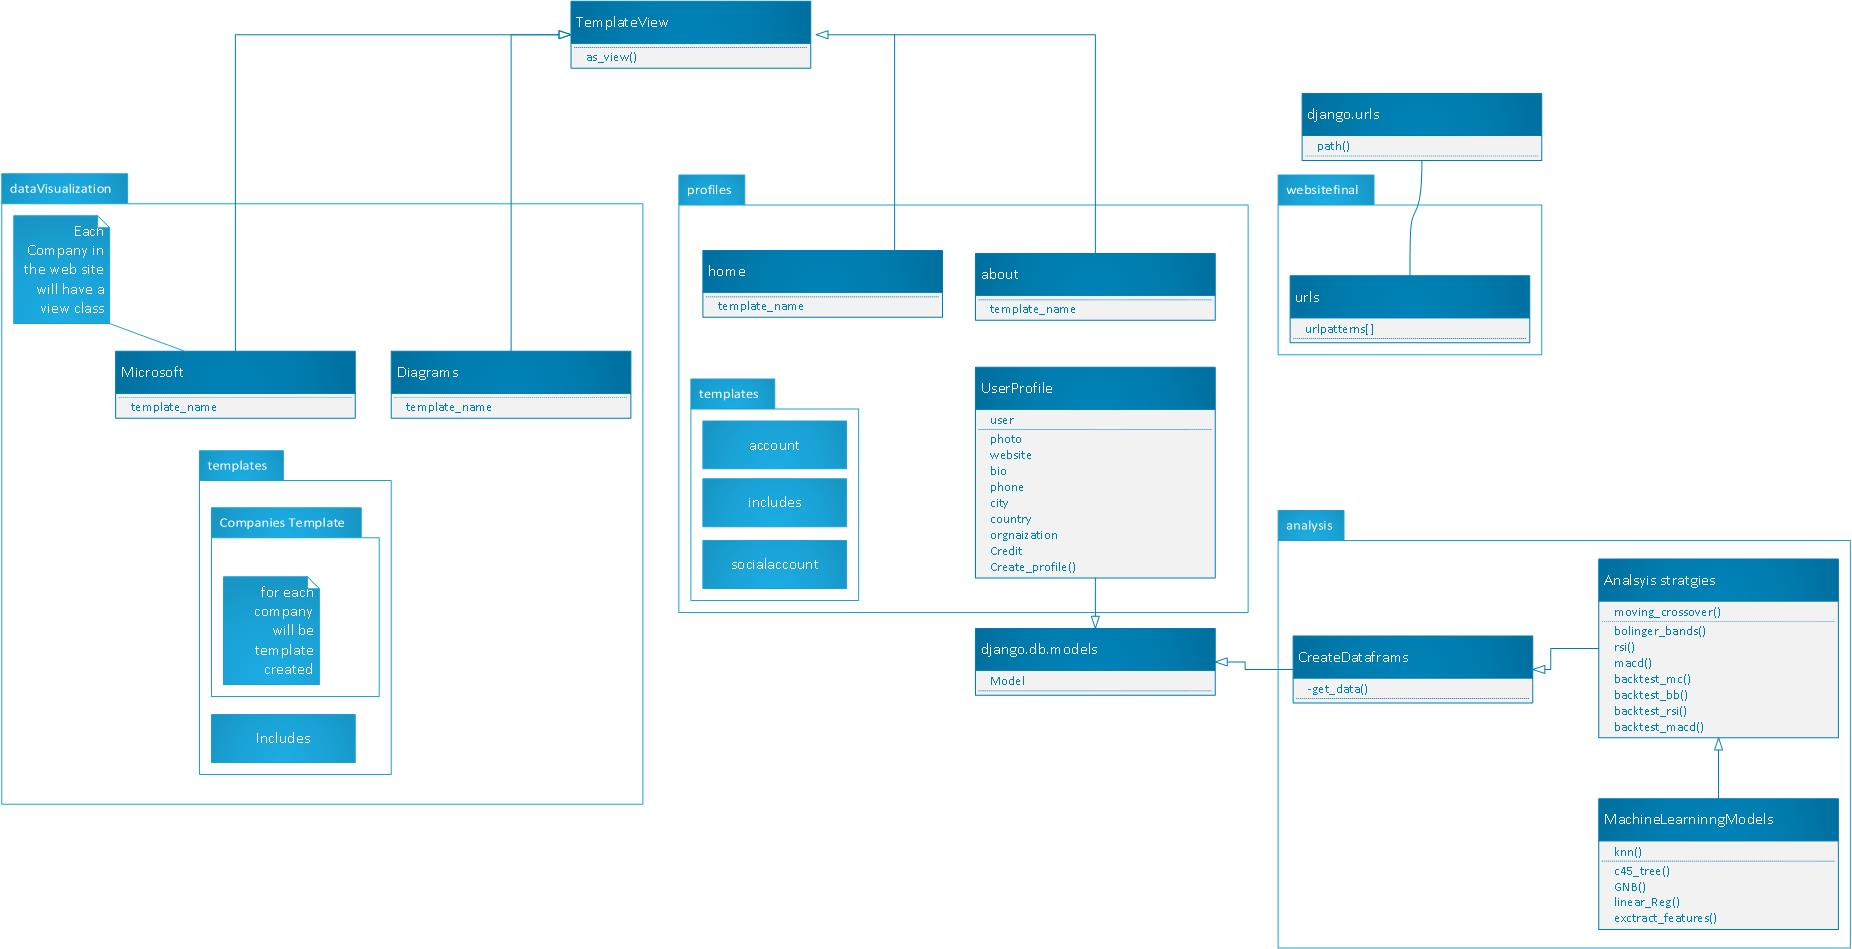 TemplateView
as_view()
django.urls
path()
dataVisualization
Each
Company in
the web site
will have a
view class
Microsoft
template_name
Diagrams
template_name
templates
Companies Template
for each
company
will be
template
created
Includes
profiles
home
template_name
about
template_name
templates
account
includes
socialaccount
UserProfile
user
photo
website
bio
phone
city
country
orgnaization
Credit
Create_profile()
django.db.models
Model
websitefinal
urls
urlpatterns[]
analysis
Analsyis stratgies
moving_crossover()
bolinger_bands()
rsi()
macd()
backtest_mc()
backtest_bb()
backtest_rsi()
backtest_macd()
CreateDataframs
-get_data()
MachineLearninngModels
knn()
c45_tree()
GNB()
linear_Reg()
exctract_features()